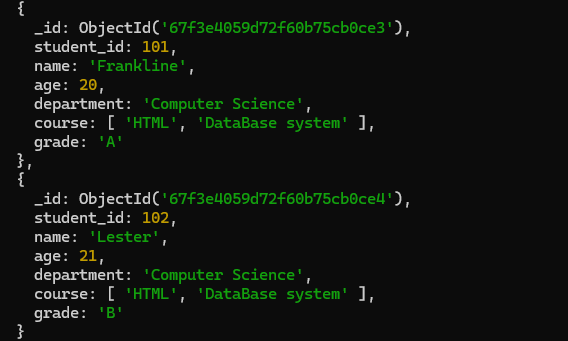 {
_id: ObjectId('67f3e4059d72f60b75cb0ce3'),
student_id: 101,
name: 'Frankline',
age: 20,
department: 'Computer Science',
course: [ 'HTML', 'DataBase system' ],
grade: 'A'
},
{
_id: ObjectId('67f3e4059d72f60b75cb0ce4'),
student_id: 102,
name: 'Lester',
age: 21,
department: 'Computer Science',
course: [ 'HTML', 'DataBase system' ],
grade: 'B'
}